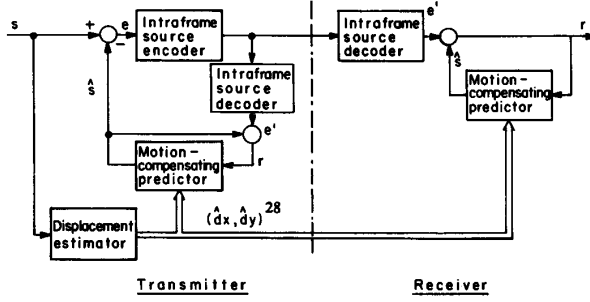 s
+
−
e
Intraframe
source
encoder
Intraframe
source
decoder
e'
r
ŝ
Intraframe
source
decoder
ŝ
e'
Motion-
compensating
predictor
Motion-
compensating
predictor
r
(d̂x,d̂y)²⁸
Displacement
estimator
Transmitter
Receiver